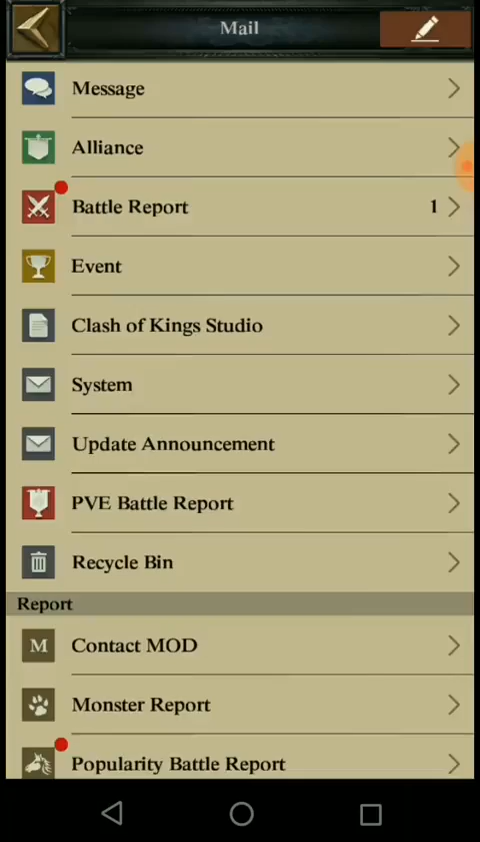 Mail
Message
Alliance
Battle Report 1
Event
Clash of Kings Studio
System
Update Announcement
PVE Battle Report
Recycle Bin
Report
M Contact MOD
Monster Report
Popularity Battle Report